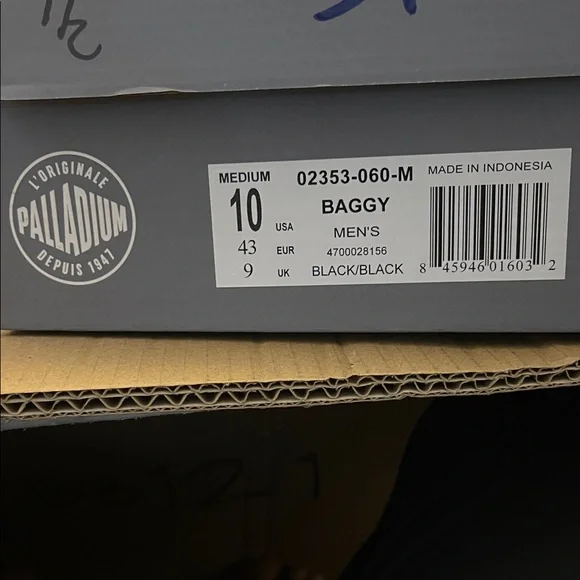 L'ORIGINALE
PALLADIUM
DEPUIS 1947
MEDIUM
10 USA
43 EUR
9 UK
02353-060-M
BAGGY
MEN'S
4700028156
BLACK/BLACK
MADE IN INDONESIA
8 45946 01603 2